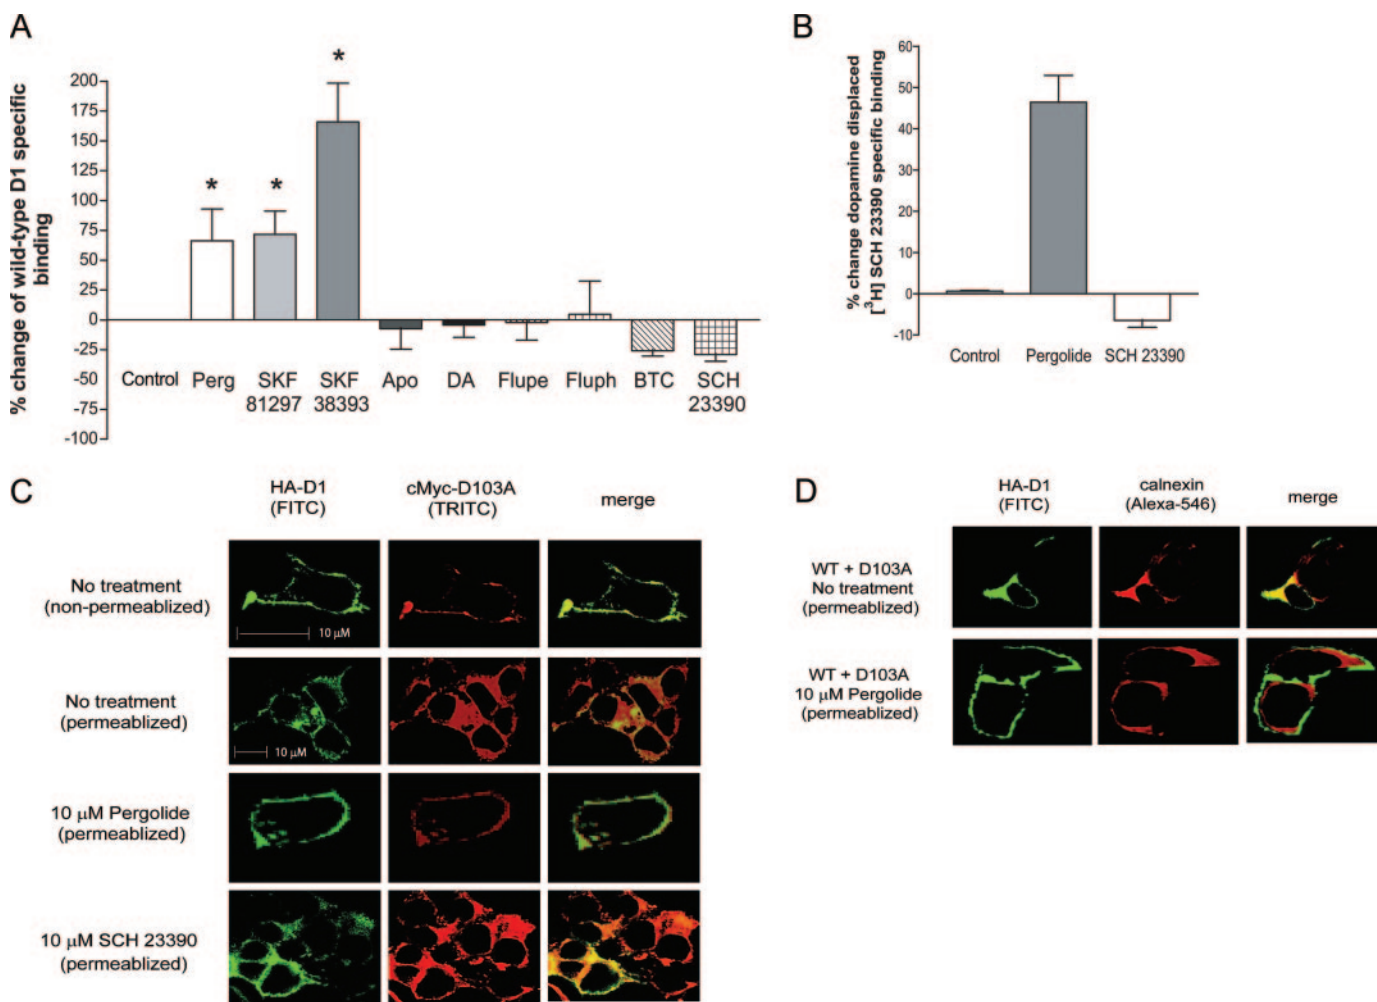 A
% change of wild-type D1 specific
binding
200
175
150
125
100
75
50
25
0
-25
-50
-75
-100
*
*
*
Control
Perg
SKF
81297
SKF
38393
Apo
DA
Flupe
Fluph
BTC
SCH
23390
B
% change dopamine displaced
[³H] SCH 23390 specific binding
60
50
40
30
20
10
0
-10
Control
Pergolide
SCH 23390
C
HA-D1
(FITC)
cMyc-D103A
(TRITC)
merge
No treatment
(non-permeablized)
10 µM
No treatment
(permeablized)
10 µM
10 µM Pergolide
(permeablized)
10 µM SCH 23390
(permeablized)
D
HA-D1
(FITC)
calnexin
(Alexa-546)
merge
WT + D103A
No treatment
(permeablized)
WT + D103A
10 µM Pergolide
(permeablized)